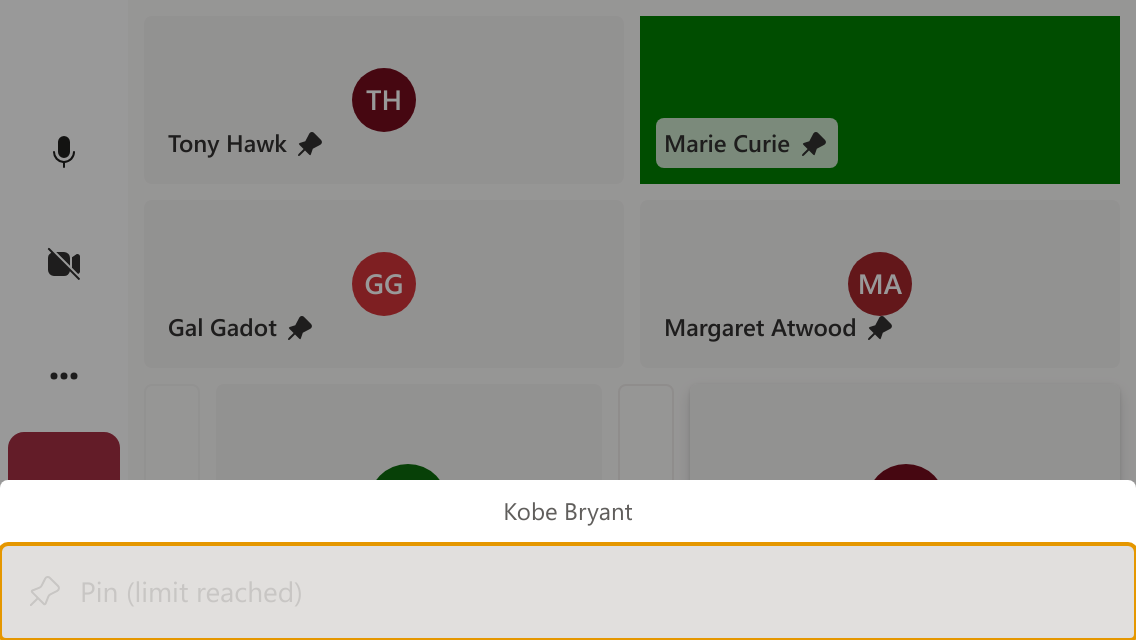 TH
Tony Hawk
Marie Curie
GG
Gal Gadot
MA
Margaret Atwood
Kobe Bryant
Pin (limit reached)